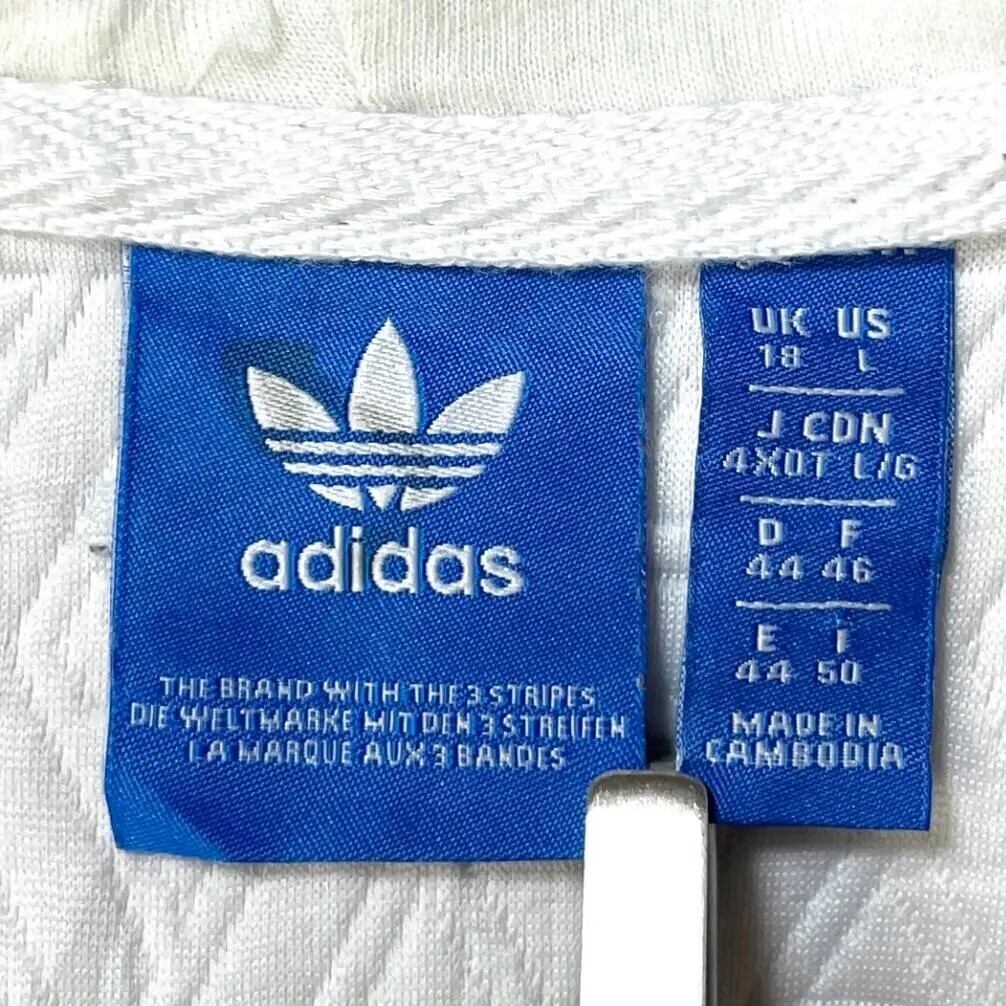 adidas
THE BRAND WITH THE 3 STRIPES
DIE WELTMARKE MIT DEN 3 STREIFEN
LA MARQUE AUX 3 BANDES
UK US
18 L
J CDN
4XOT L/G
D F
44 46
E I
44 50
MADE IN
CAMBODIA